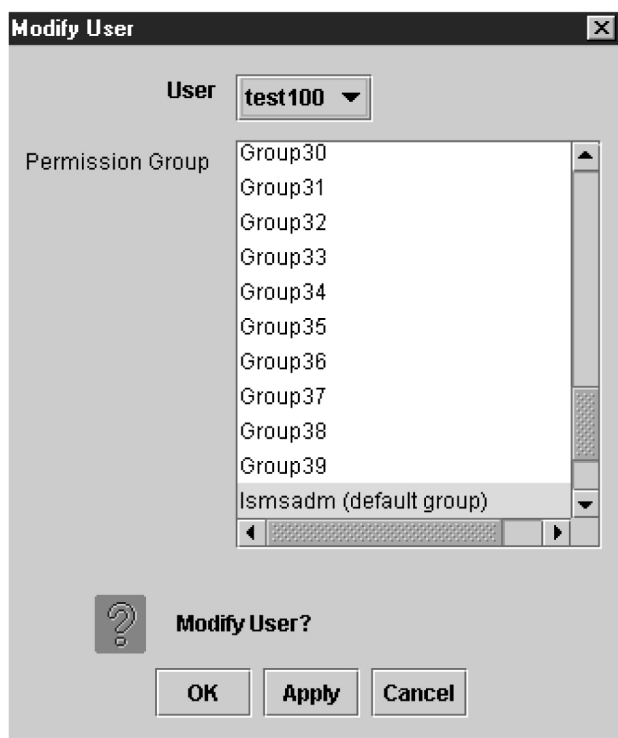 Modify User
User
test100
Permission Group
Group30
Group31
Group32
Group33
Group34
Group35
Group36
Group37
Group38
Group39
lsmsadm (default group)
Modify User?
OK
Apply
Cancel